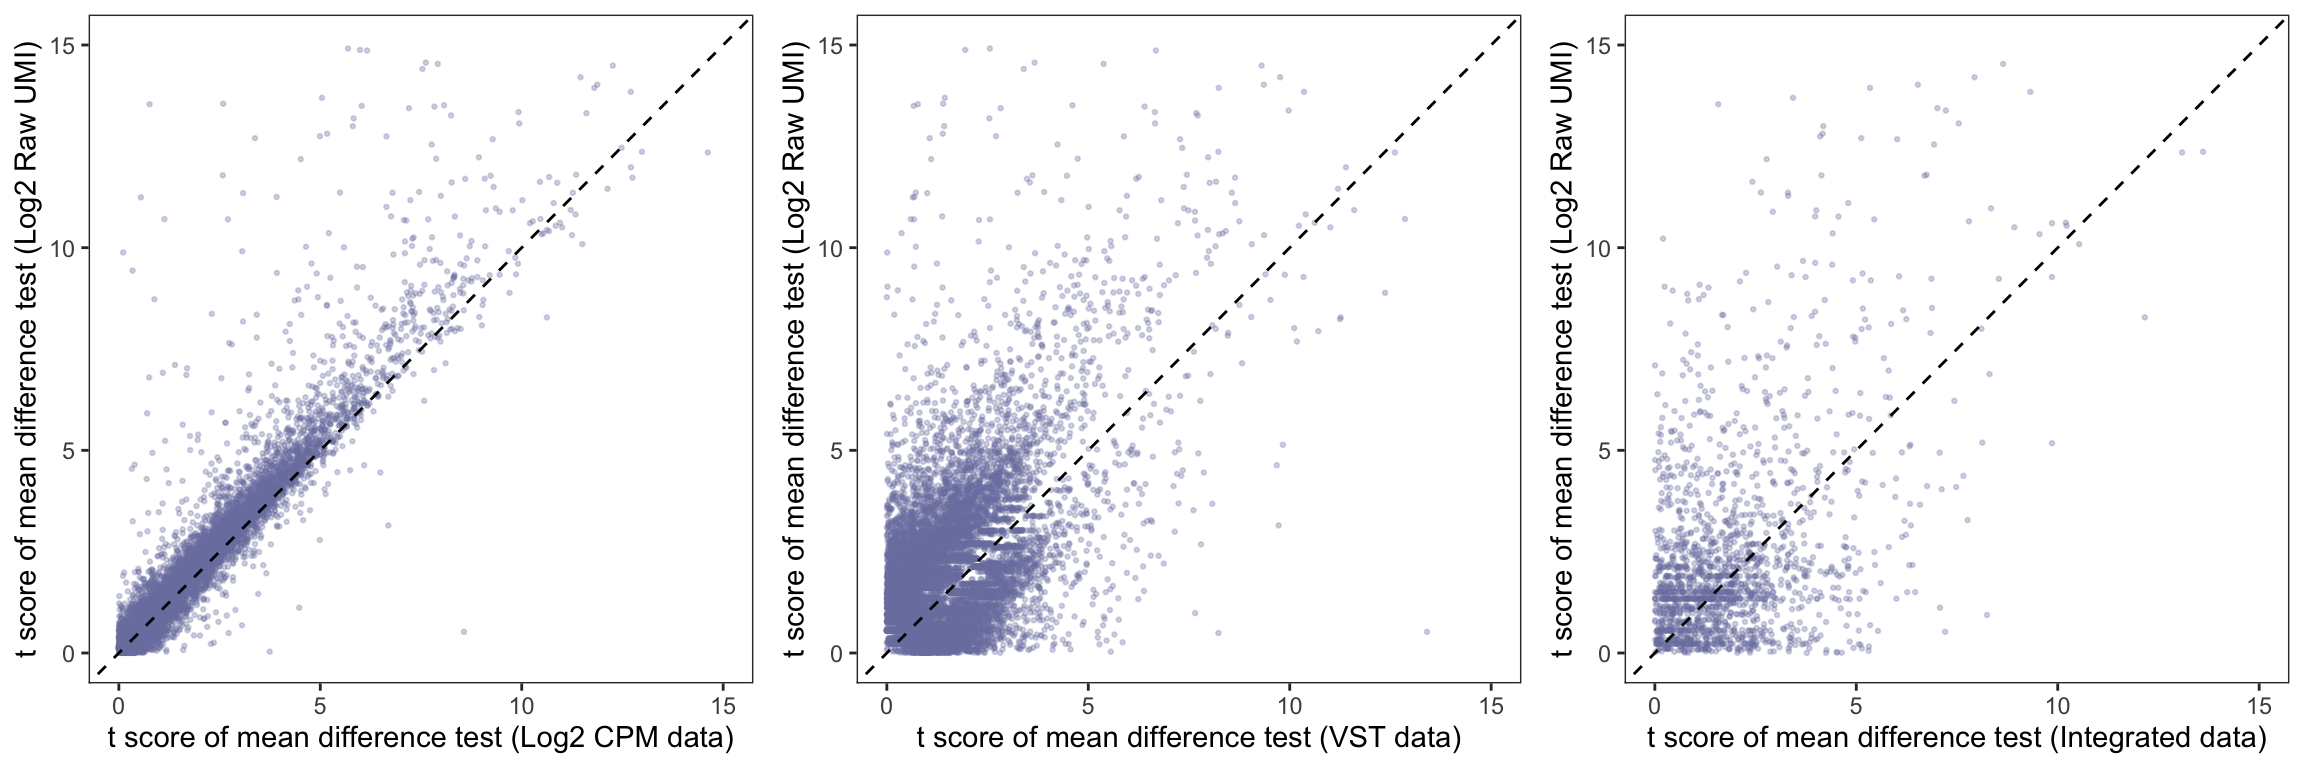 t score of mean difference test (Log2 Raw UMI)
15
10
5
0
0 5 10 15
t score of mean difference test (Log2 CPM data)
t score of mean difference test (Log2 Raw UMI)
15
10
5
0
0 5 10 15
t score of mean difference test (VST data)
t score of mean difference test (Log2 Raw UMI)
15
10
5
0
0 5 10 15
t score of mean difference test (Integrated data)